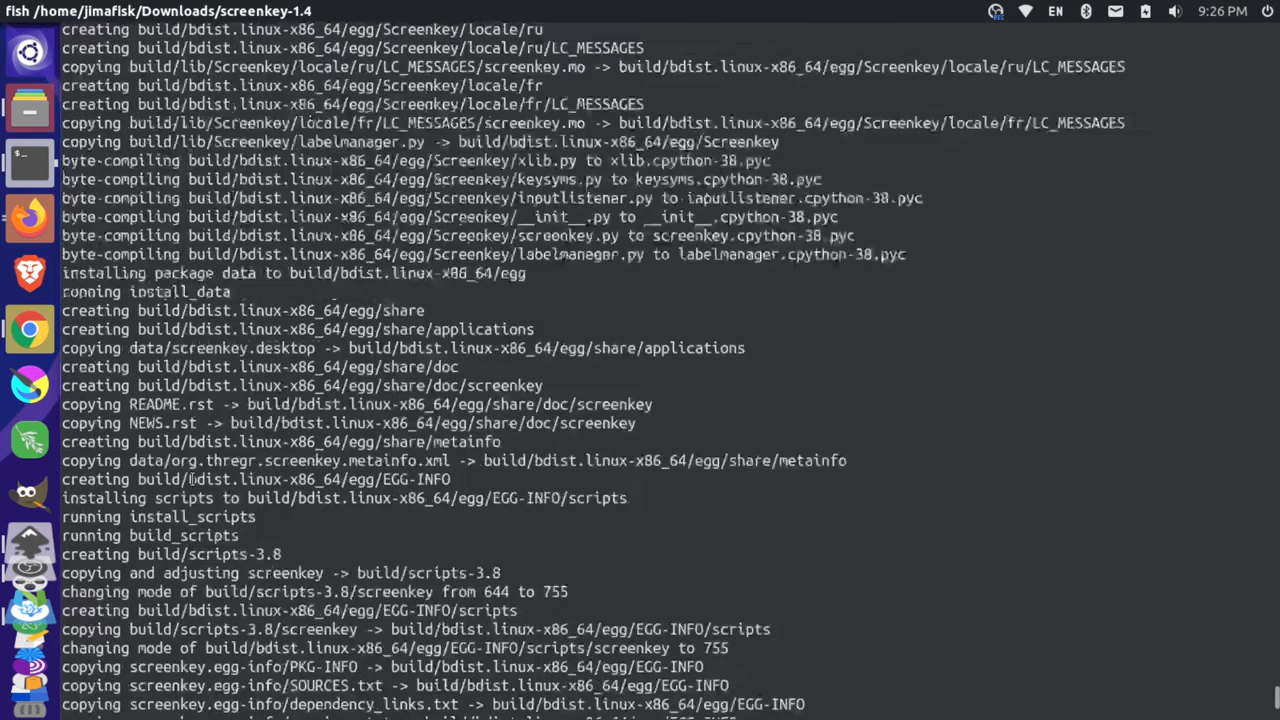 fish /home/jimafisk/Downloads/screenkey-1.4
REC
EN
9:26 PM
creating build/bdist.linux-x86_64/egg/Screenkey/locale/ru
creating build/bdist.linux-x86_64/egg/Screenkey/locale/ru/LC_MESSAGES
copying build/lib/Screenkey/locale/ru/LC_MESSAGES/screenkey.mo -> build/bdist.linux-x86_64/egg/Screenkey/locale/ru/LC_MESSAGES
creating build/bdist.linux-x86_64/egg/Screenkey/locale/fr
creating build/bdist.linux-x86_64/egg/Screenkey/locale/fr/LC_MESSAGES
copying build/lib/Screenkey/locale/fr/LC_MESSAGES/screenkey.mo -> build/bdist.linux-x86_64/egg/Screenkey/locale/fr/LC_MESSAGES
copying build/lib/Screenkey/labelmanager.py -> build/bdist.linux-x86_64/egg/Screenkey
byte-compiling build/bdist.linux-x86_64/egg/Screenkey/xlib.py to xlib.cpython-38.pyc
byte-compiling build/bdist.linux-x86_64/egg/Screenkey/keysyms.py to keysyms.cpython-38.pyc
byte-compiling build/bdist.linux-x86_64/egg/Screenkey/inputlistener.py to inputlistener.cpython-38.pyc
byte-compiling build/bdist.linux-x86_64/egg/Screenkey/__init__.py to __init__.cpython-38.pyc
byte-compiling build/bdist.linux-x86_64/egg/Screenkey/screenkey.py to screenkey.cpython-38.pyc
byte-compiling build/bdist.linux-x86_64/egg/Screenkey/labelmanager.py to labelmanager.cpython-38.pyc
installing package data to build/bdist.linux-x86_64/egg
running install_data
creating build/bdist.linux-x86_64/egg/share
creating build/bdist.linux-x86_64/egg/share/applications
copying data/screenkey.desktop -> build/bdist.linux-x86_64/egg/share/applications
creating build/bdist.linux-x86_64/egg/share/doc
creating build/bdist.linux-x86_64/egg/share/doc/screenkey
copying README.rst -> build/bdist.linux-x86_64/egg/share/doc/screenkey
copying NEWS.rst -> build/bdist.linux-x86_64/egg/share/doc/screenkey
creating build/bdist.linux-x86_64/egg/share/metainfo
copying data/org.thregr.screenkey.metainfo.xml -> build/bdist.linux-x86_64/egg/share/metainfo
creating build/bdist.linux-x86_64/egg/EGG-INFO
installing scripts to build/bdist.linux-x86_64/egg/EGG-INFO/scripts
running install_scripts
running build_scripts
creating build/scripts-3.8
copying and adjusting screenkey -> build/scripts-3.8
changing mode of build/scripts-3.8/screenkey from 644 to 755
creating build/bdist.linux-x86_64/egg/EGG-INFO/scripts
copying build/scripts-3.8/screenkey -> build/bdist.linux-x86_64/egg/EGG-INFO/scripts
changing mode of build/bdist.linux-x86_64/egg/EGG-INFO/scripts/screenkey to 755
copying screenkey.egg-info/PKG-INFO -> build/bdist.linux-x86_64/egg/EGG-INFO
copying screenkey.egg-info/SOURCES.txt -> build/bdist.linux-x86_64/egg/EGG-INFO
copying screenkey.egg-info/dependency_links.txt -> build/bdist.linux-x86_64/egg/EGG-INFO